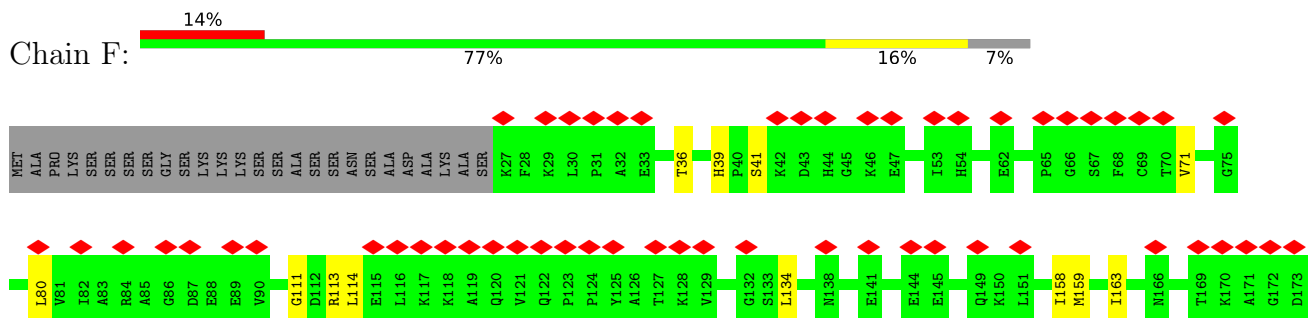 14%
Chain F:
77% 16% 7%
MET ALA PRO LYS SER SER SER SER GLY SER LYS LYS LYS SER SER ALA SER SER ASN SER ALA ASP ALA LYS ALA SER K27 F28 K29 L30 P31 A32 E33 T36 H39 P40 S41 K42 D43 H44 G45 K46 E47 I53 H54 E62 P65 G66 S67 F68 C69 T70 V71 G75
L80 V81 I82 A83 R84 A85 G86 D87 E88 E89 V90 G111 D112 R113 L114 E115 L116 K117 K118 A119 Q120 V121 Q122 P123 P124 Y125 A126 T127 K128 V129 G132 S133 L134 N138 E141 E144 E145 Q149 K150 L151 I158 M159 I163 N166 T169 K170 A171 G172 D173